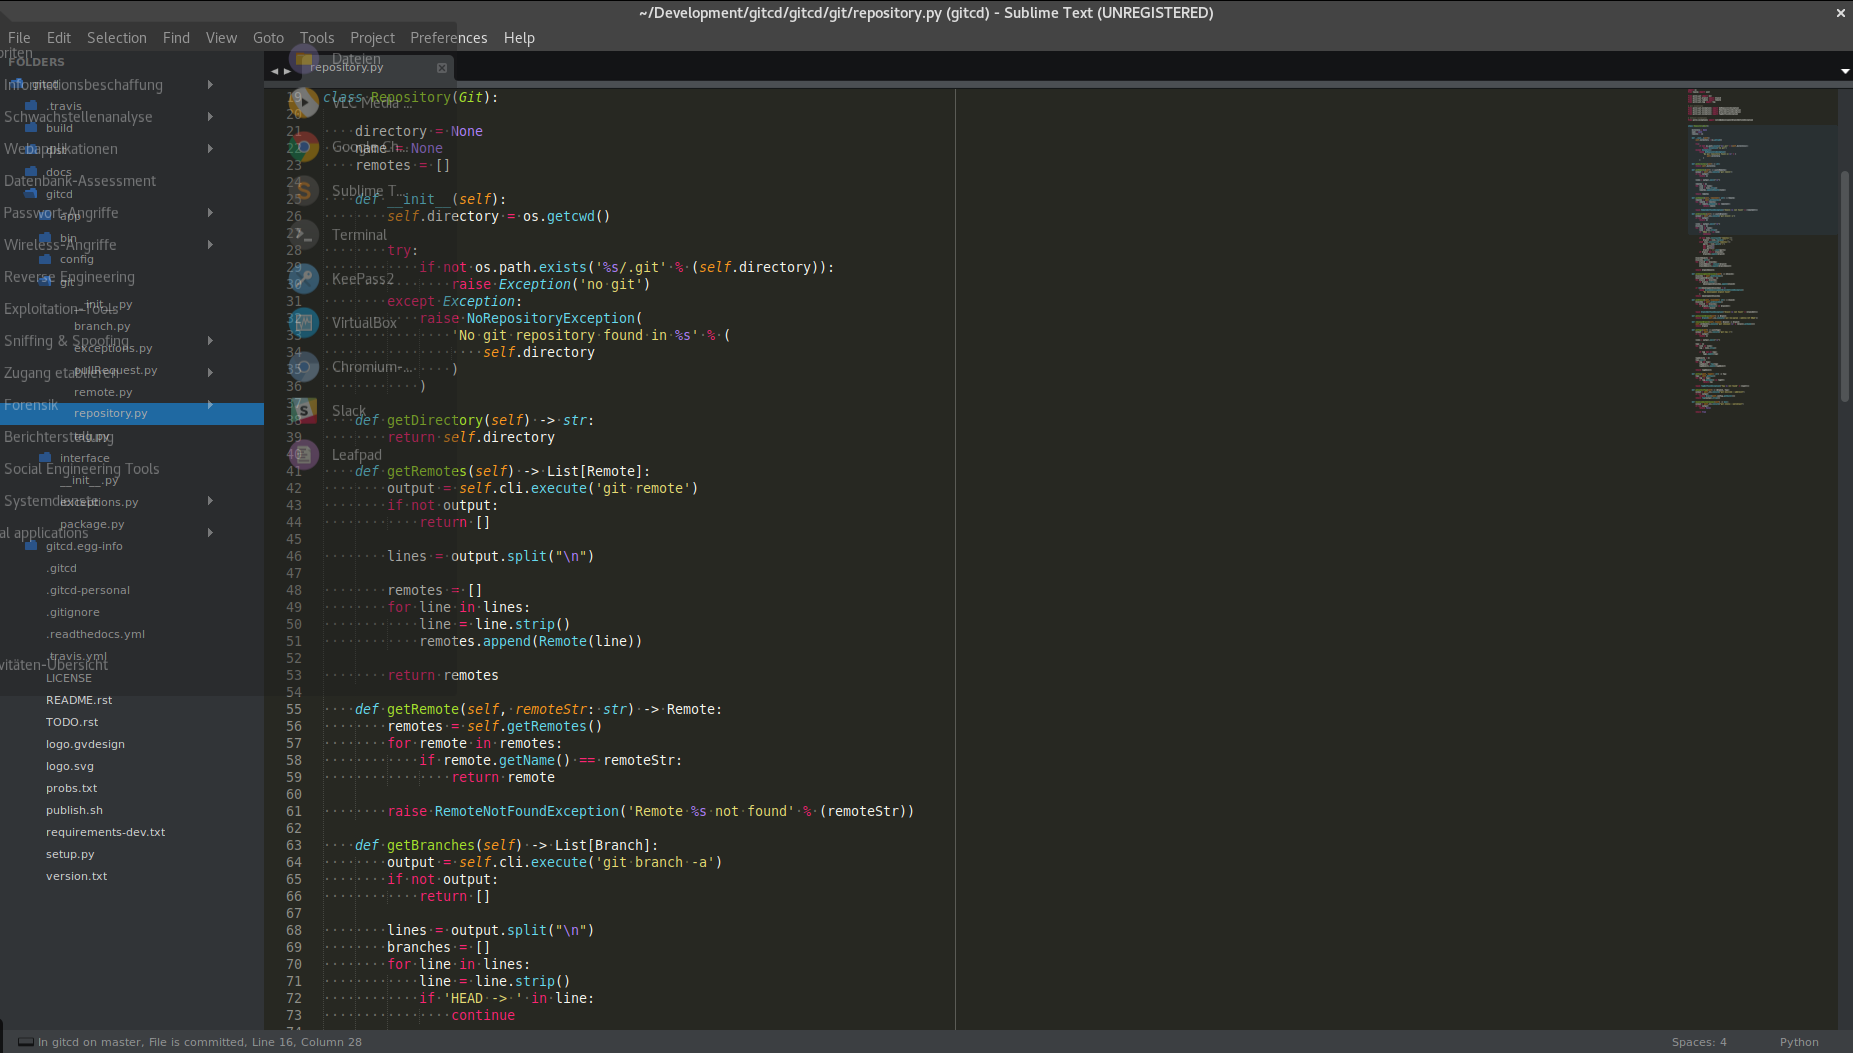 ~/Development/gitcd/gitcd/git/repository.py (gitcd) - Sublime Text (UNREGISTERED)
File Edit Selection Find View Goto Tools Project Preferences Help
oriten
FOLDERS
gitcd
.travis
build
dist
docs
gitcd
app
bin
config
git
__init__.py
branch.py
exceptions.py
pullRequest.py
remote.py
repository.py
tag.py
interface
__init__.py
exceptions.py
package.py
gitcd.egg-info
.gitcd
.gitcd-personal
.gitignore
.readthedocs.yml
.travis.yml
LICENSE
README.rst
TODO.rst
logo.gvdesign
logo.svg
probs.txt
publish.sh
requirements-dev.txt
setup.py
version.txt
Informationsbeschaffung
Schwachstellenanalyse
Webapplikationen
Datenbank-Assessment
Passwort-Angriffe
Wireless-Angriffe
Reverse Engineering
Exploitation-Tools
Sniffing & Spoofing
Zugang etablieren
Forensik
Berichterstellung
Social Engineering Tools
Systemdienste
al applications
vitäten-Übersicht
Dateien
VLC Media ...
Google Ch...
Sublime T...
Terminal
KeePass2
VirtualBox
Chromium-...
Slack
Leafpad
repository.py
19 class Repository(Git):
20
21 directory = None
22 name = None
23 remotes = []
24
25 def __init__(self):
26 self.directory = os.getcwd()
27
28 try:
29 if not os.path.exists('%s/.git' % (self.directory)):
30 raise Exception('no git')
31 except Exception:
32 raise NoRepositoryException(
33 'No git repository found in %s' % (
34 self.directory
35 )
36 )
37
38 def getDirectory(self) -> str:
39 return self.directory
40
41 def getRemotes(self) -> List[Remote]:
42 output = self.cli.execute('git remote')
43 if not output:
44 return []
45
46 lines = output.split("\n")
47
48 remotes = []
49 for line in lines:
50 line = line.strip()
51 remotes.append(Remote(line))
52
53 return remotes
54
55 def getRemote(self, remoteStr: str) -> Remote:
56 remotes = self.getRemotes()
57 for remote in remotes:
58 if remote.getName() == remoteStr:
59 return remote
60
61 raise RemoteNotFoundException('Remote %s not found' % (remoteStr))
62
63 def getBranches(self) -> List[Branch]:
64 output = self.cli.execute('git branch -a')
65 if not output:
66 return []
67
68 lines = output.split("\n")
69 branches = []
70 for line in lines:
71 line = line.strip()
72 if 'HEAD -> ' in line:
73 continue
74
In gitcd on master, File is committed, Line 16, Column 28
Spaces: 4
Python